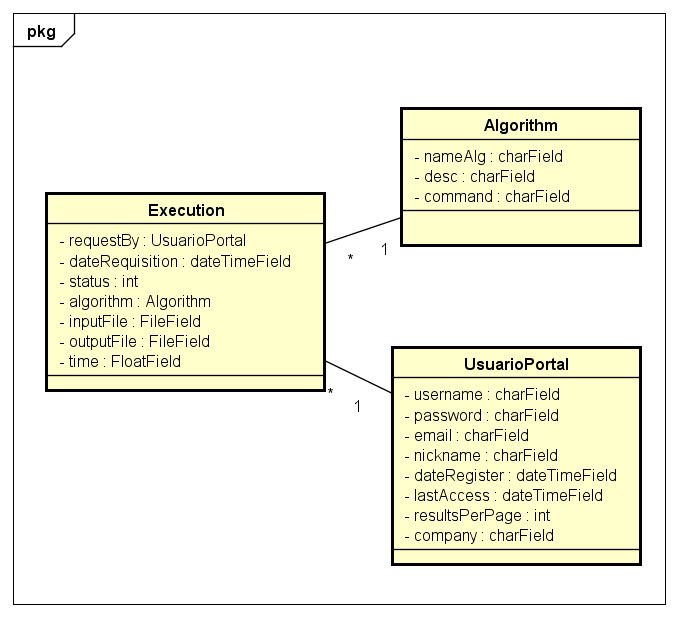 pkg
Algorithm
- nameAlg : charField
- desc : charField
- command : charField
Execution
- requestBy : UsuarioPortal
- dateRequisition : dateTimeField
- status : int
- algorithm : Algorithm
- inputFile : FileField
- outputFile : FileField
- time : FloatField
*
1
*
1
UsuarioPortal
- username : charField
- password : charField
- email : charField
- nickname : charField
- dateRegister : dateTimeField
- lastAccess : dateTimeField
- resultsPerPage : int
- company : charField